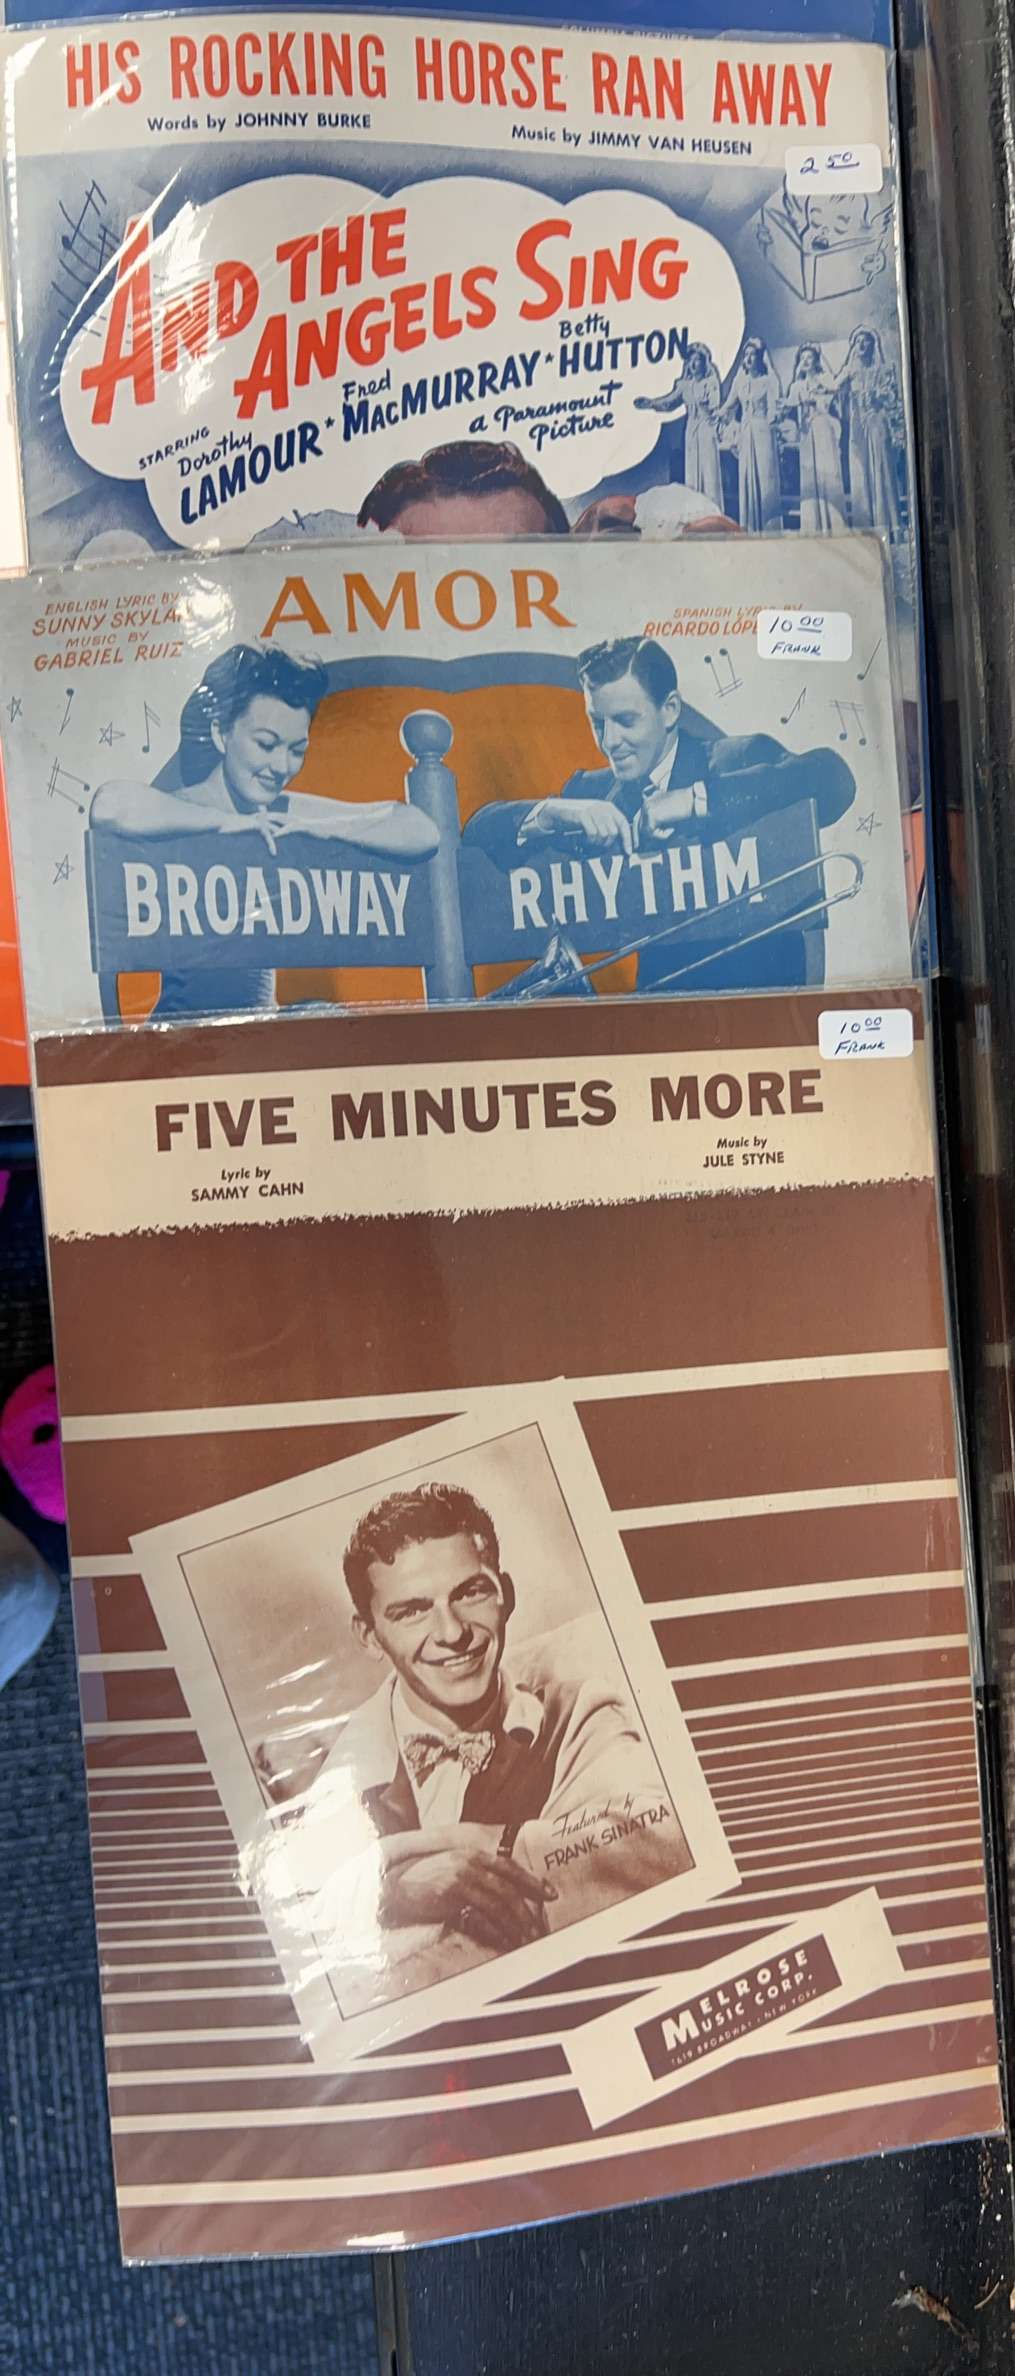 HIS ROCKING HORSE RAN AWAY
Words by JOHNNY BURKE
Music by JIMMY VAN HEUSEN
2 50
AND THE
ANGELS SING
STARRING
Dorothy
LAMOUR * Fred MACMURRAY * Betty HUTTON
a Paramount
Picture
AMOR
ENGLISH LYRIC BY
SUNNY SKYLA
MUSIC BY
GABRIEL RUIZ
SPANISH LYRIC BY
RICARDO LÓPE
10 00
FRANK
BROADWAY RHYTHM
10 00
FRANK
FIVE MINUTES MORE
Lyric by
SAMMY CAHN
Music by
JULE STYNE
Featured by
FRANK SINATRA
MELROSE
MUSIC CORP.
1619 BROADWAY • NEW YORK